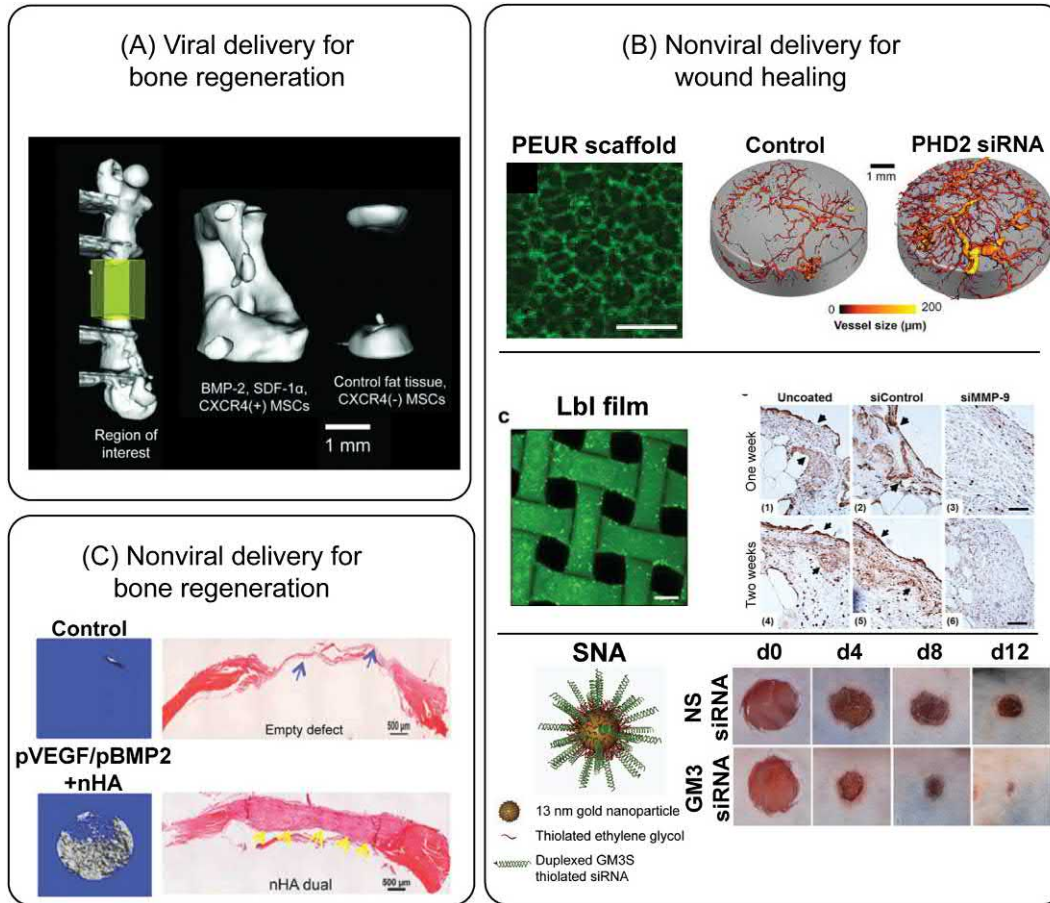 (A) Viral delivery for
bone regeneration
Region of
interest
BMP-2, SDF-1α,
CXCR4(+) MSCs
Control fat tissue,
CXCR4(-) MSCs
1 mm
(B) Nonviral delivery for
wound healing
PEUR scaffold
Control
PHD2 siRNA
1 mm
0
200
Vessel size (µm)
c
Lbl film
Uncoated
siControl
siMMP-9
One week
(1)
(2)
(3)
Two weeks
(4)
(5)
(6)
SNA
13 nm gold nanoparticle
Thiolated ethylene glycol
Duplexed GM3S
thiolated siRNA
d0
d4
d8
d12
NS
siRNA
GM3
siRNA
(C) Nonviral delivery for
bone regeneration
Control
Empty defect
500 µm
pVEGF/pBMP2
+nHA
nHA dual
500 µm